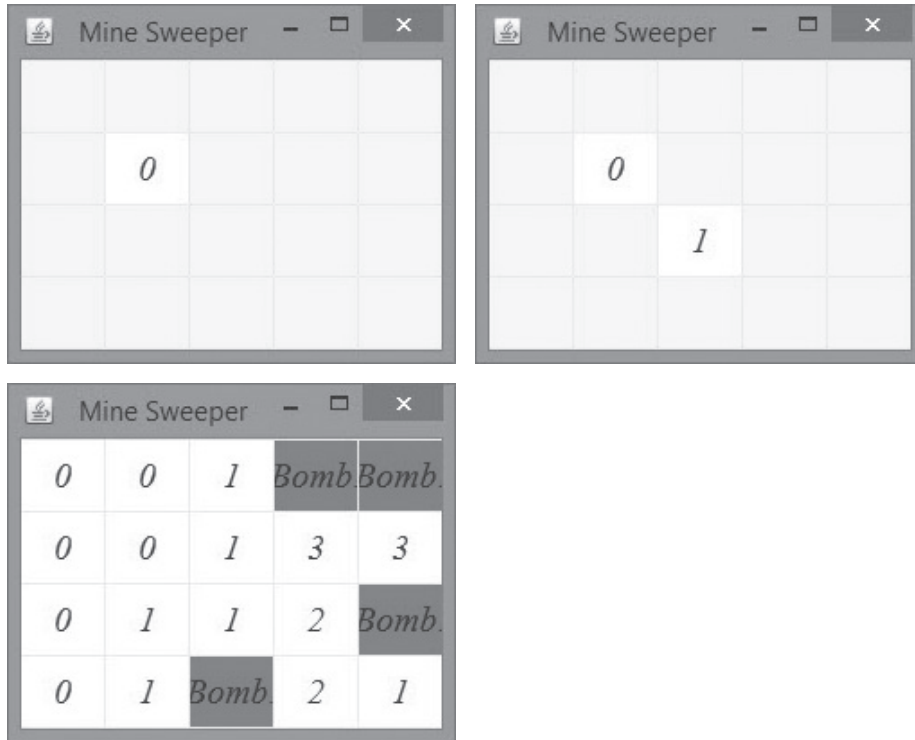 Mine Sweeper
0
Mine Sweeper
0
1
Mine Sweeper
0 0 1 Bomb. Bomb.
0 0 1 3 3
0 1 1 2 Bomb.
0 1 Bomb. 2 1